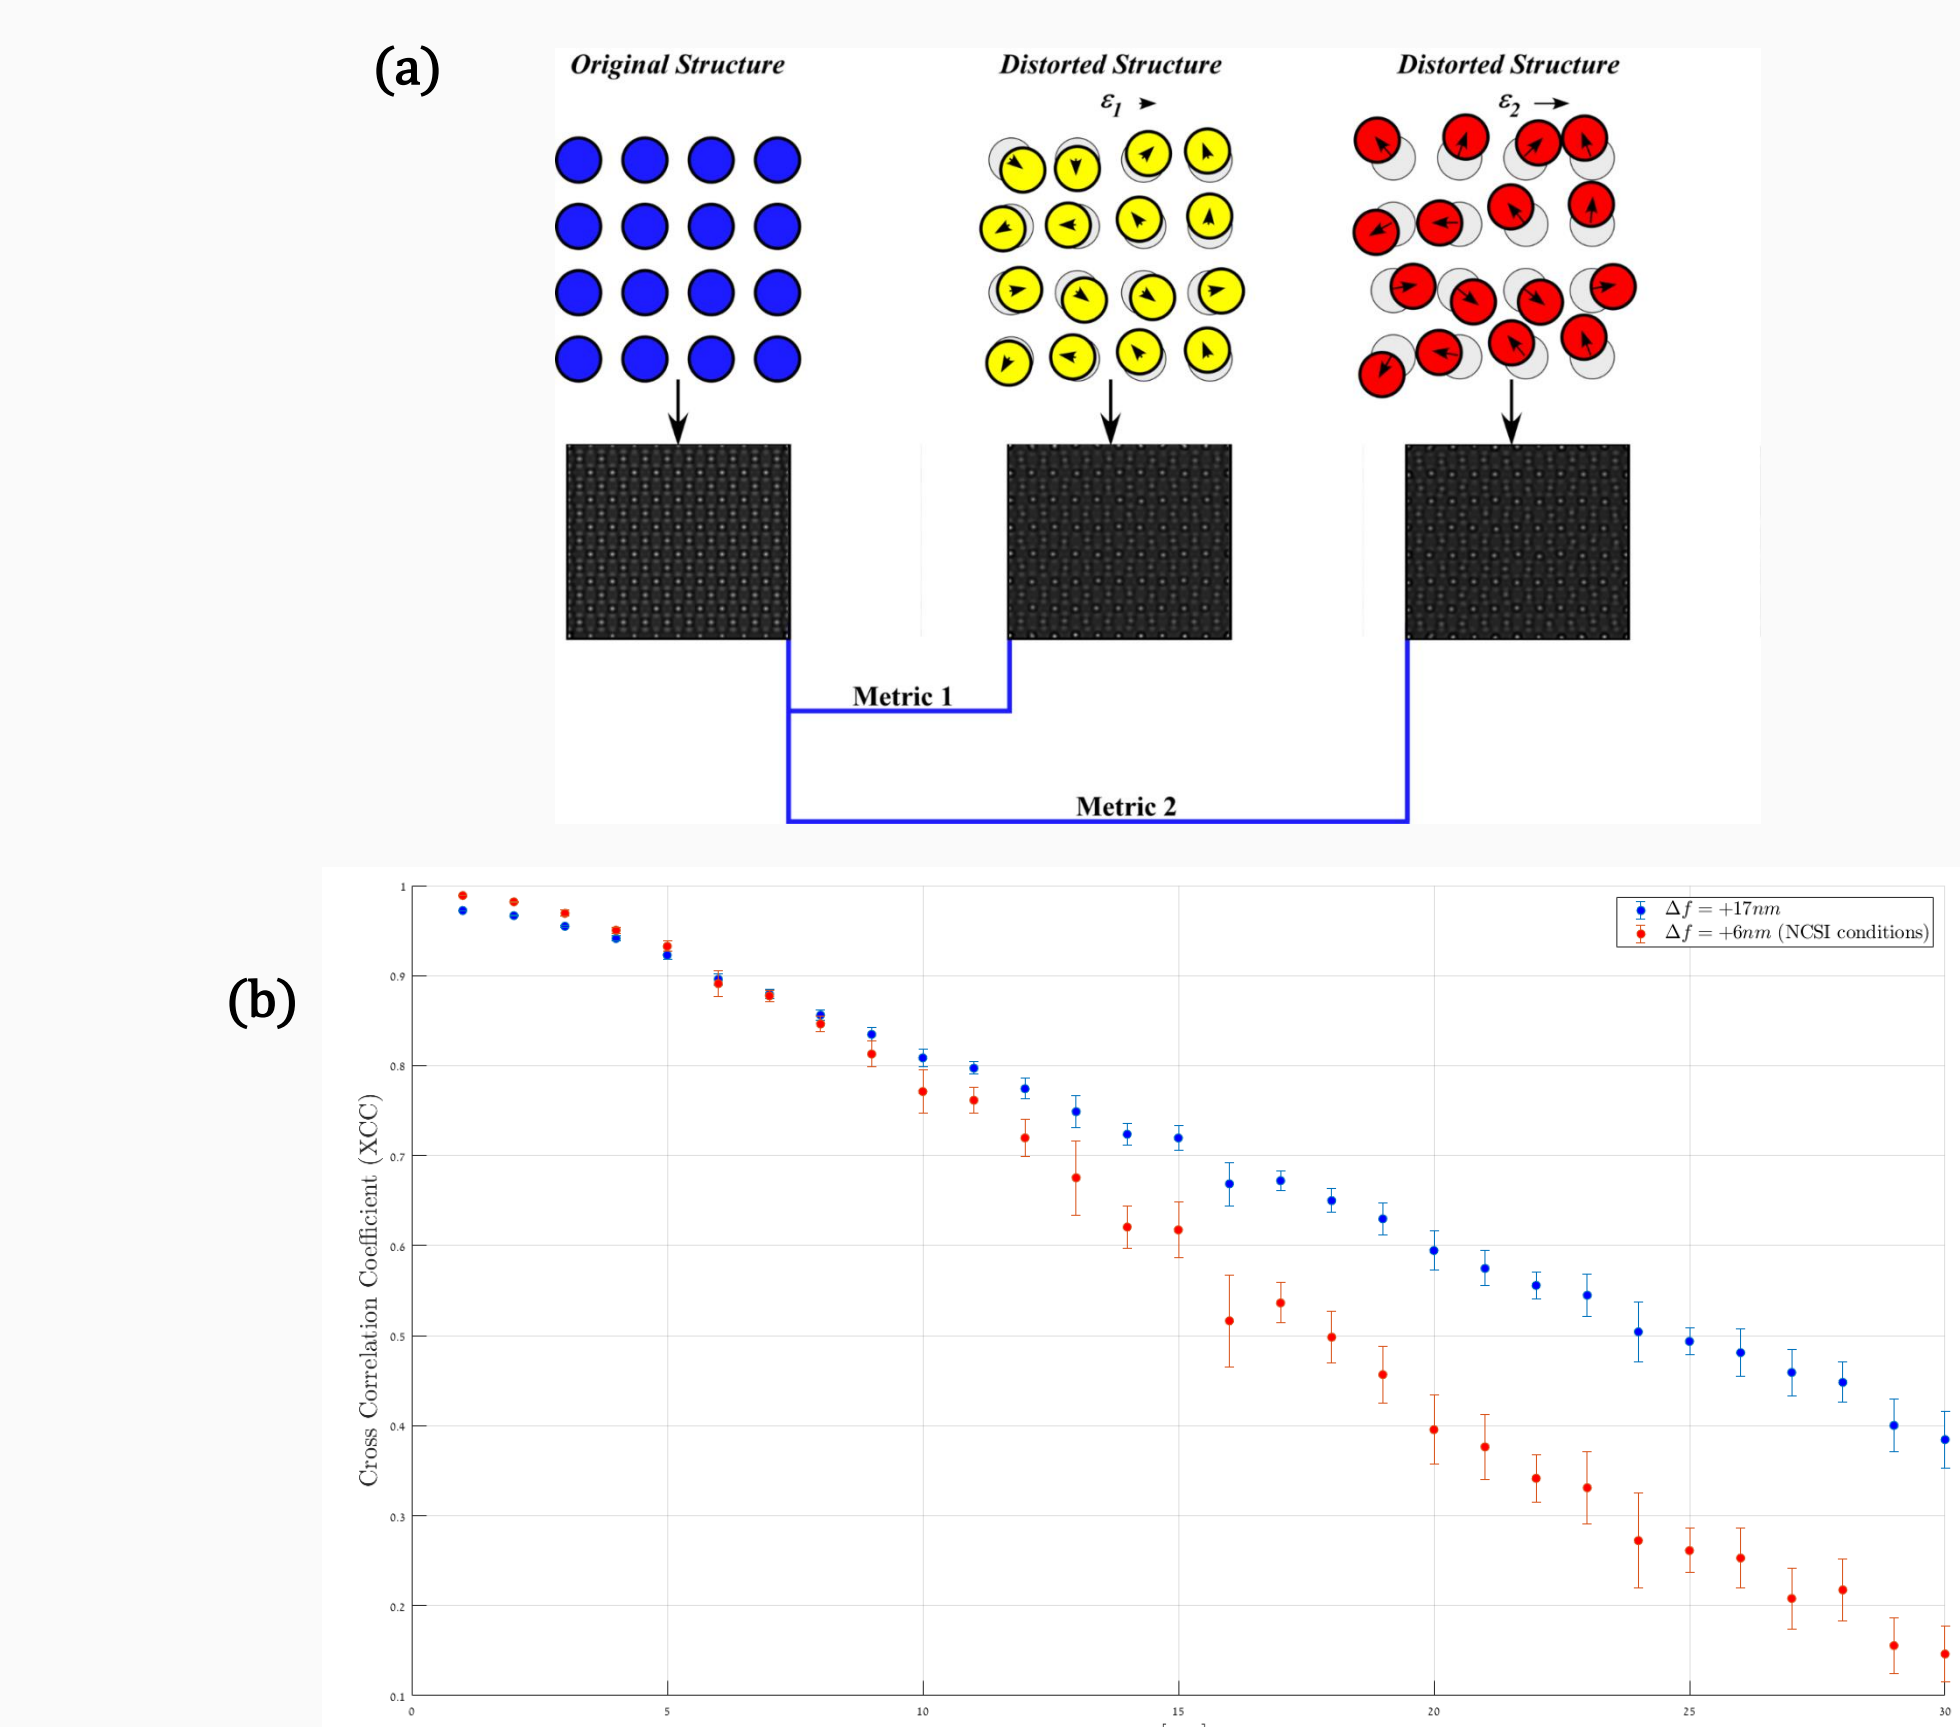 (a)
Original Structure
Distorted Structure
ε1
Distorted Structure
ε2
Metric 1
Metric 2
(b)
Δf = +17nm
Δf = +6nm (NCSI conditions)
Cross Correlation Coefficient (XCC)
1
0.9
0.8
0.7
0.6
0.5
0.4
0.3
0.2
0.1
0 5 10 15 20 25 30